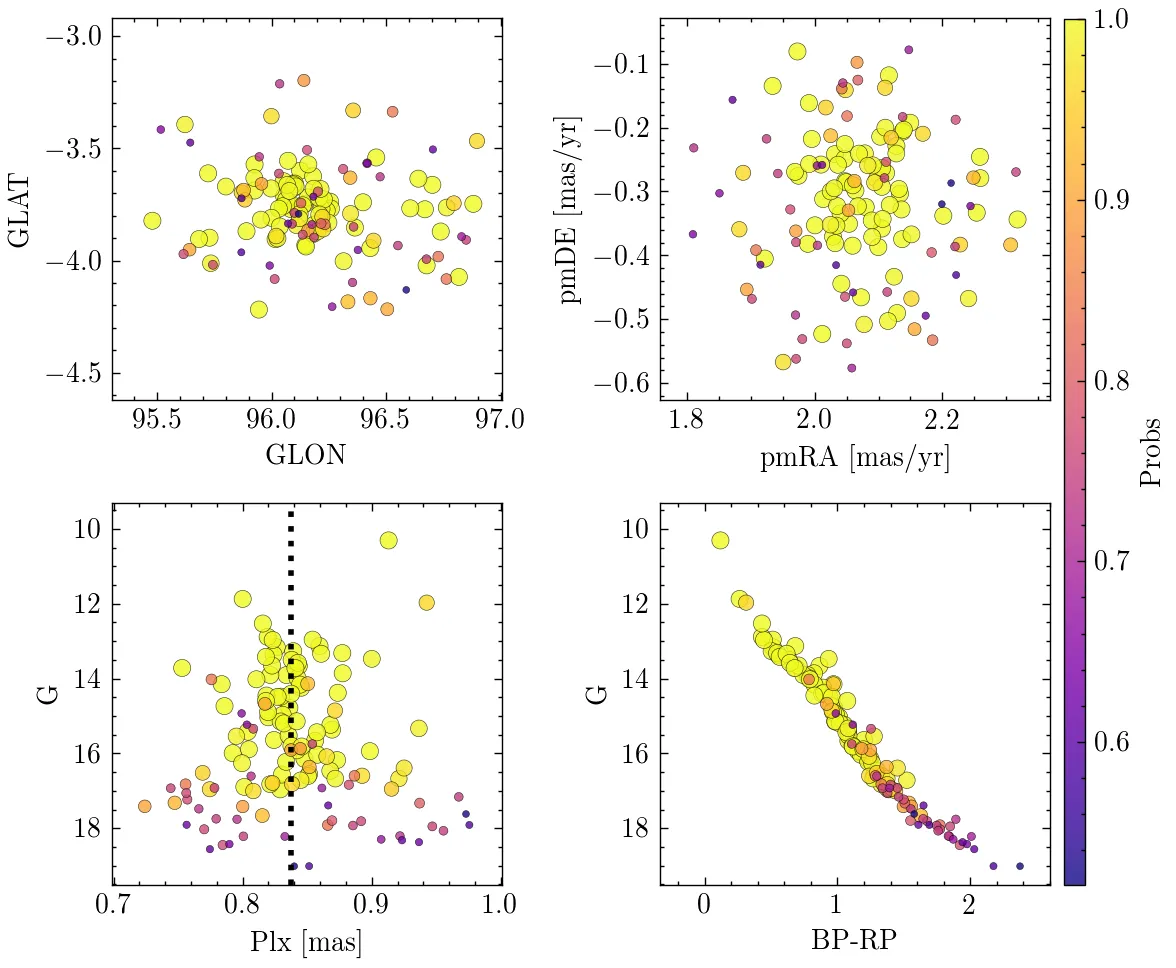 −3.0
−3.5
−4.0
−4.5
GLAT
95.5 96.0 96.5 97.0
GLON
−0.1
−0.2
−0.3
−0.4
−0.5
−0.6
pmDE [mas/yr]
1.8 2.0 2.2
pmRA [mas/yr]
10
12
14
16
18
G
0.7 0.8 0.9 1.0
Plx [mas]
10
12
14
16
18
G
0 1 2
BP-RP
1.0
0.9
0.8
0.7
0.6
Probs